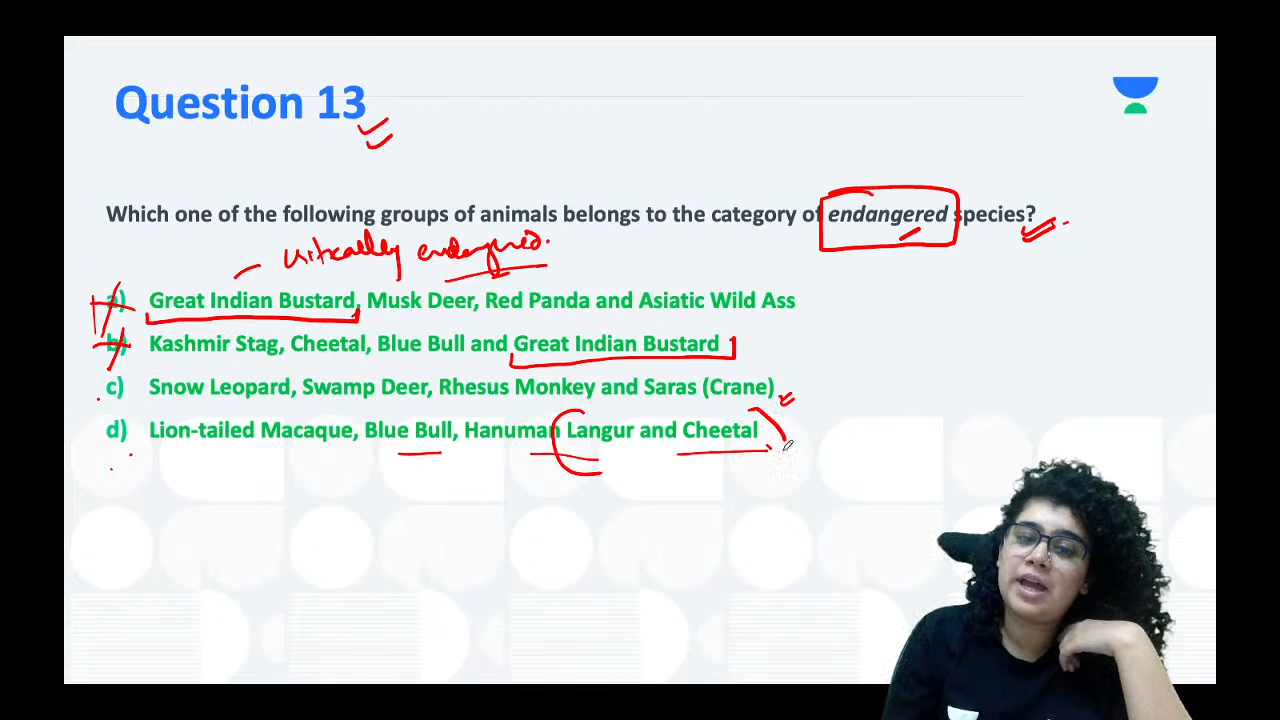 Question 13
Which one of the following groups of animals belongs to the category of endangered species?
critically endangered.
a) Great Indian Bustard, Musk Deer, Red Panda and Asiatic Wild Ass
b) Kashmir Stag, Cheetal, Blue Bull and Great Indian Bustard
c) Snow Leopard, Swamp Deer, Rhesus Monkey and Saras (Crane)
d) Lion-tailed Macaque, Blue Bull, Hanuman Langur and Cheetal